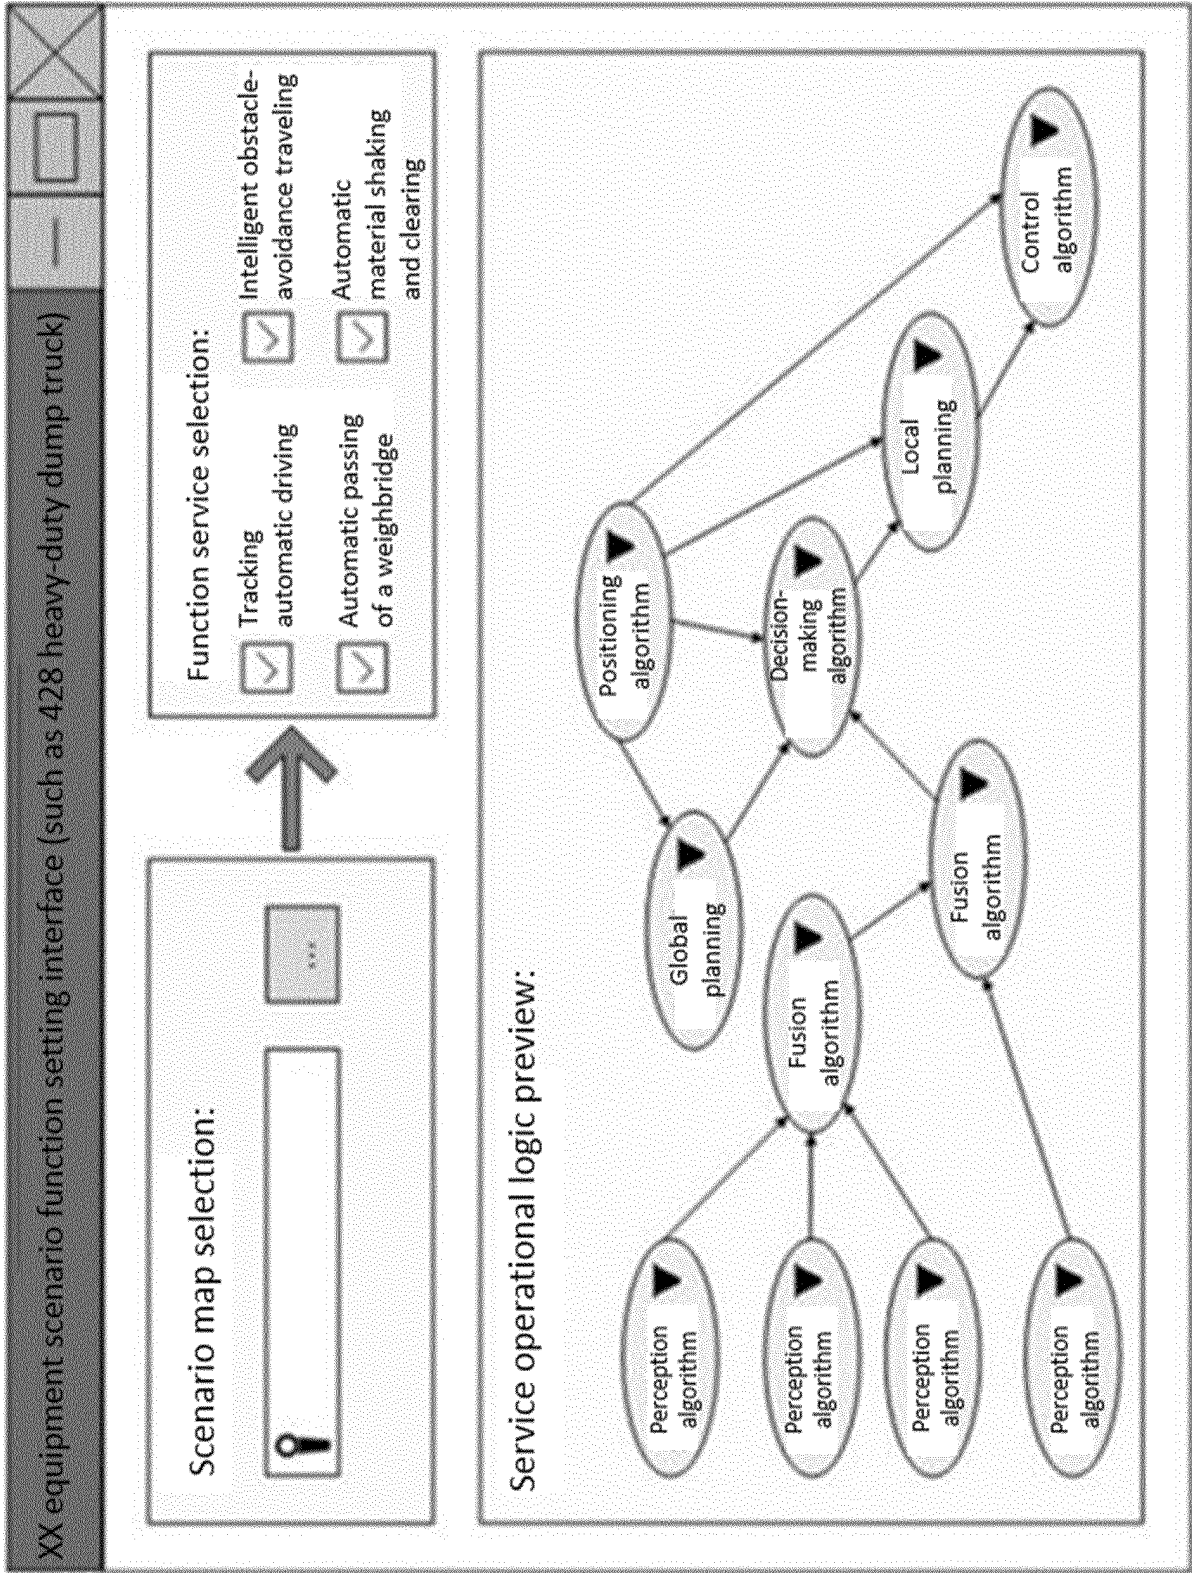 XX equipment scenario function setting interface (such as 428 heavy-duty dump truck)
Scenario map selection:
...
Function service selection:
Tracking
automatic driving
Intelligent obstacle-
avoidance traveling
Automatic passing
of a weighbridge
Automatic
material shaking
and clearing
Service operational logic preview:
Perception
algorithm
Perception
algorithm
Perception
algorithm
Perception
algorithm
Fusion
algorithm
Fusion
algorithm
Global
planning
Positioning
algorithm
Decision-
making
algorithm
Local
planning
Control
algorithm